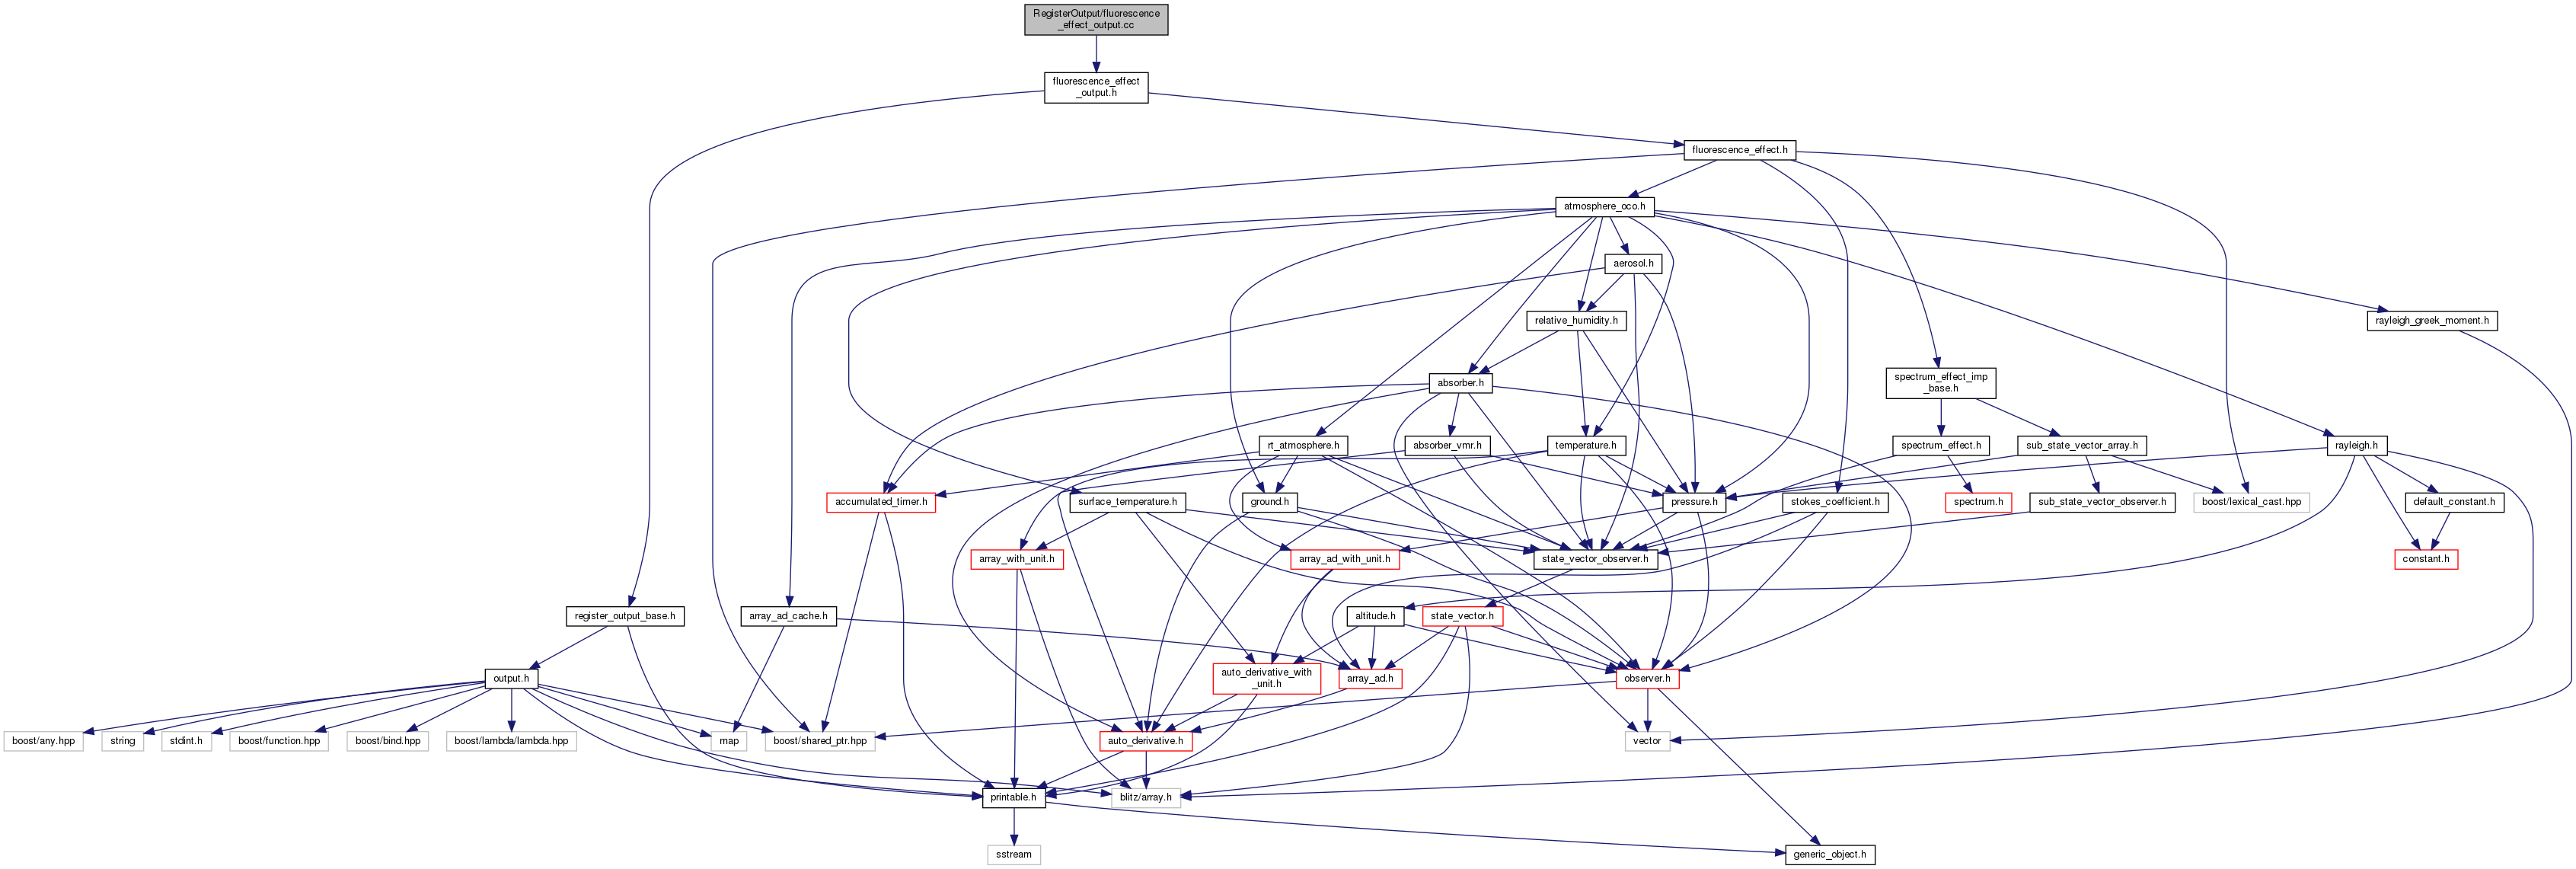 RegisterOutput/fluorescence
_effect_output.cc
fluorescence_effect
_output.h
fluorescence_effect.h
atmosphere_oco.h
aerosol.h
relative_humidity.h
rayleigh_greek_moment.h
absorber.h
spectrum_effect_imp
_base.h
rt_atmosphere.h
absorber_vmr.h
temperature.h
spectrum_effect.h
sub_state_vector_array.h
rayleigh.h
accumulated_timer.h
surface_temperature.h
ground.h
pressure.h
stokes_coefficient.h
spectrum.h
sub_state_vector_observer.h
boost/lexical_cast.hpp
default_constant.h
array_with_unit.h
array_ad_with_unit.h
state_vector_observer.h
constant.h
register_output_base.h
array_ad_cache.h
altitude.h
state_vector.h
output.h
auto_derivative_with
_unit.h
array_ad.h
observer.h
boost/any.hpp
string
stdint.h
boost/function.hpp
boost/bind.hpp
boost/lambda/lambda.hpp
map
boost/shared_ptr.hpp
auto_derivative.h
vector
printable.h
blitz/array.h
sstream
generic_object.h